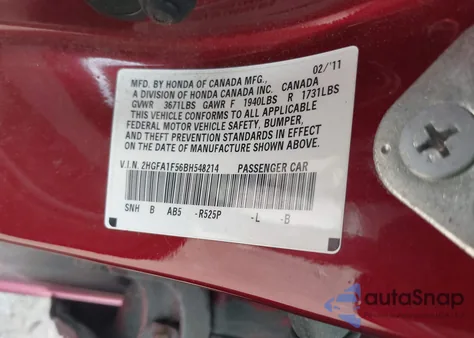 02/'11
MFD. BY HONDA OF CANADA MFG.,
A DIVISION OF HONDA CANADA INC. CANADA
GVWR 3671LBS GAWR F 1940LBS R 1731LBS
THIS VEHICLE CONFORMS TO ALL APPLICABLE
FEDERAL MOTOR VEHICLE SAFETY, BUMPER,
AND THEFT PREVENTION STANDARDS IN EFFECT
ON THE DATE OF MANUFACTURE SHOWN ABOVE.
V.I.N. 2HGFA1F56BH548214 PASSENGER CAR
SNH B AB5 -R525P -L -B
autoSnap